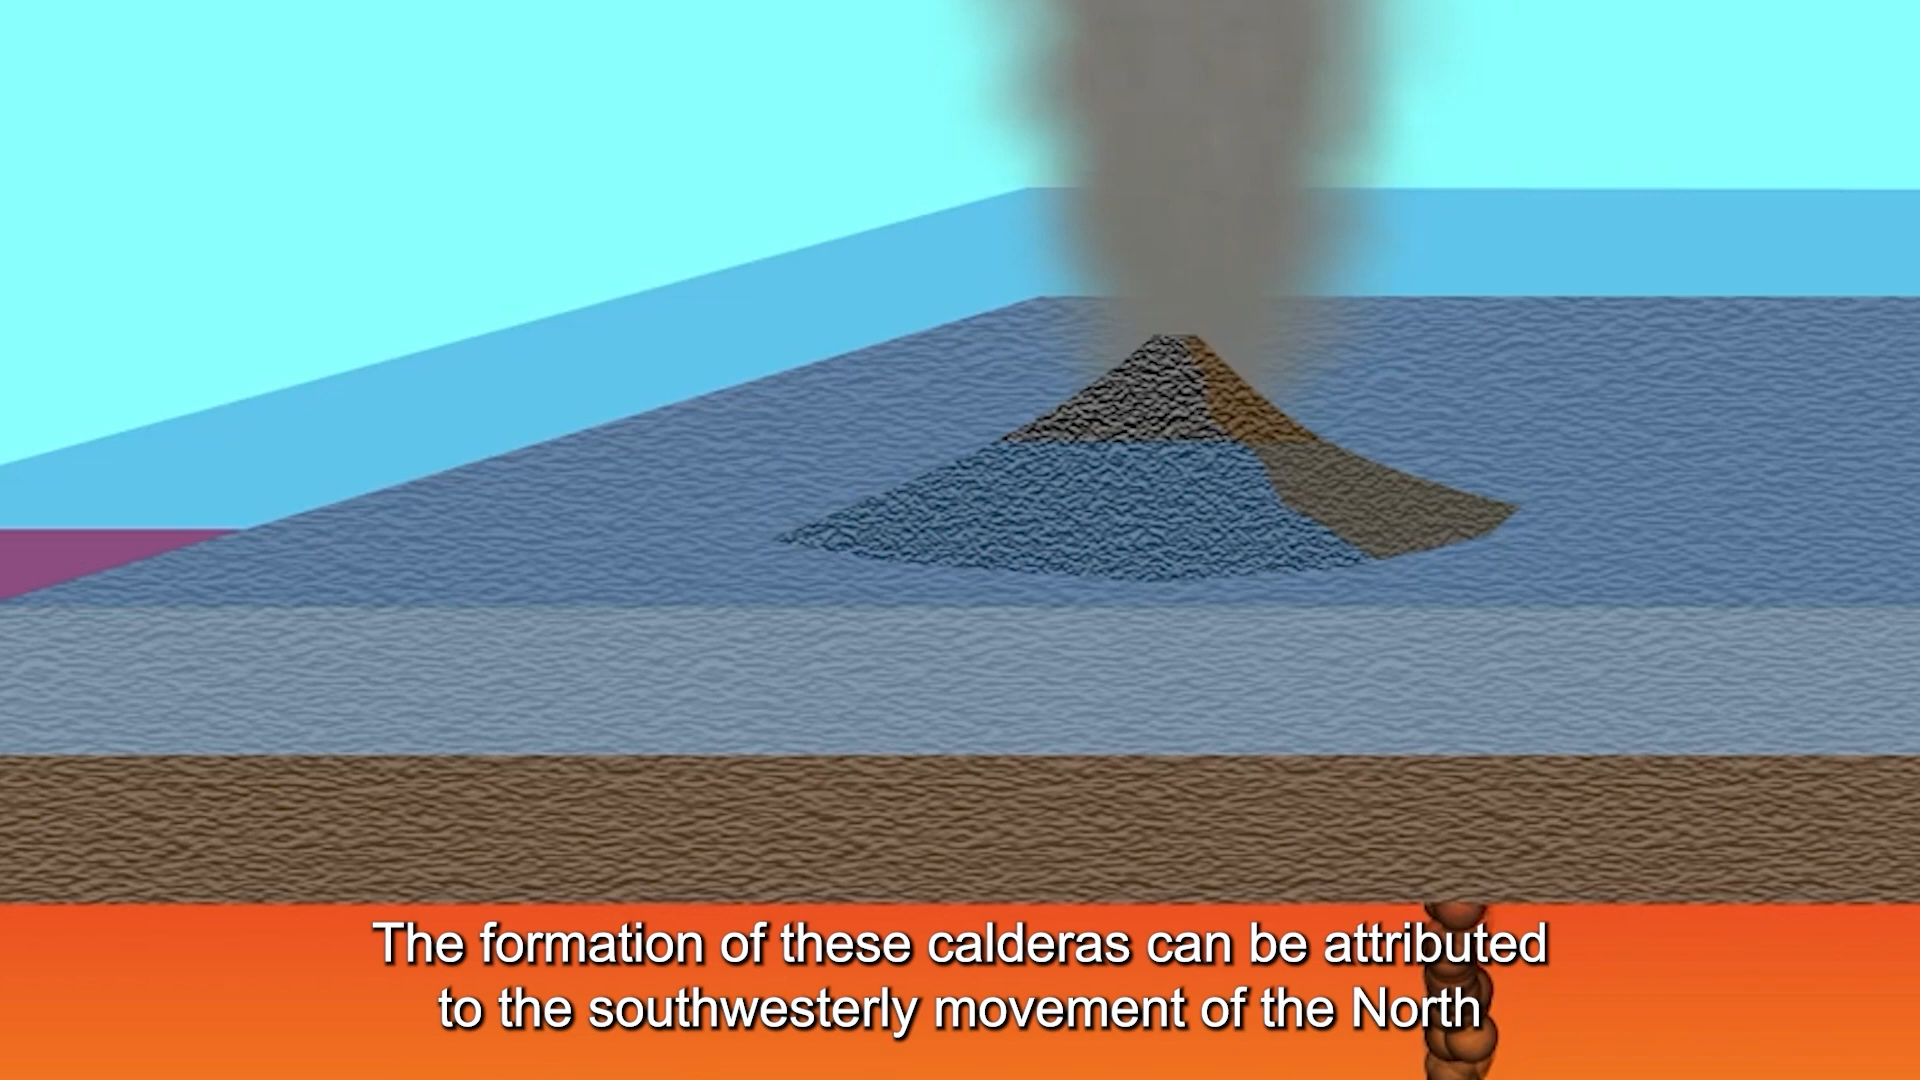 The formation of these calderas can be attributed
to the southwesterly movement of the North